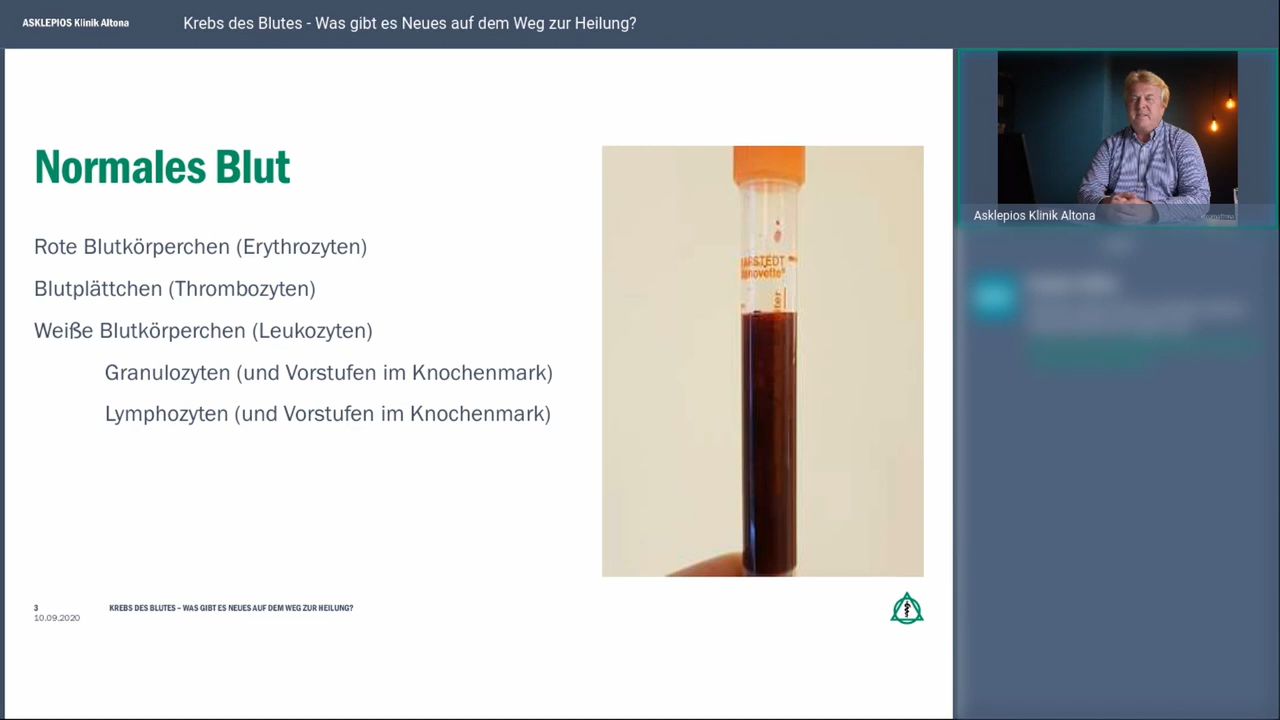 ASKLEPIOS Klinik Altona
Krebs des Blutes - Was gibt es Neues auf dem Weg zur Heilung?
Normales Blut
Rote Blutkörperchen (Erythrozyten)
Blutplättchen (Thrombozyten)
Weiße Blutkörperchen (Leukozyten)
Granulozyten (und Vorstufen im Knochenmark)
Lymphozyten (und Vorstufen im Knochenmark)
ARSTEDT
anovette®
Asklepios Klinik Altona
3
KREBS DES BLUTES – WAS GIBT ES NEUES AUF DEM WEG ZUR HEILUNG?
10.09.2020